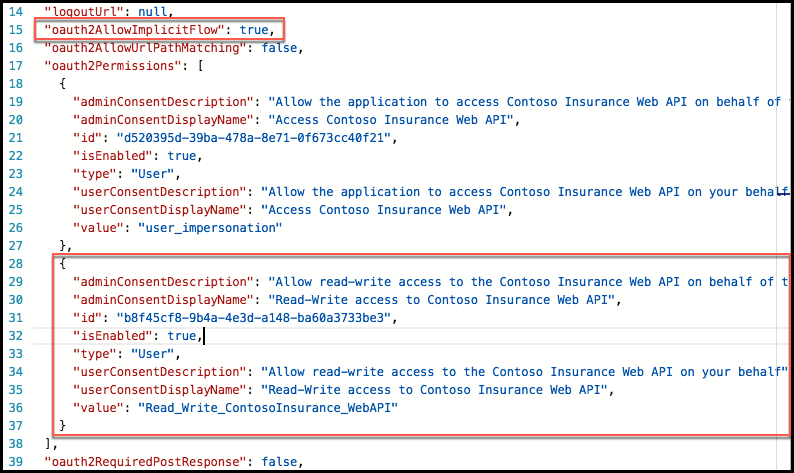 14 "logoutUrl": null,
15 "oauth2AllowImplicitFlow": true,
16 "oauth2AllowUrlPathMatching": false,
17 "oauth2Permissions": [
18 {
19 "adminConsentDescription": "Allow the application to access Contoso Insurance Web API on behalf of
20 "adminConsentDisplayName": "Access Contoso Insurance Web API",
21 "id": "d520395d-39ba-478a-8e71-0f673cc40f21",
22 "isEnabled": true,
23 "type": "User",
24 "userConsentDescription": "Allow the application to access Contoso Insurance Web API on your behalf
25 "userConsentDisplayName": "Access Contoso Insurance Web API",
26 "value": "user_impersonation"
27 },
28 {
29 "adminConsentDescription": "Allow read-write access to the Contoso Insurance Web API on behalf of t
30 "adminConsentDisplayName": "Read-Write access to Contoso Insurance Web API",
31 "id": "b8f45cf8-9b4a-4e3d-a148-ba60a3733be3",
32 "isEnabled": true,
33 "type": "User",
34 "userConsentDescription": "Allow read-write access to the Contoso Insurance Web API on your behalf"
35 "userConsentDisplayName": "Read-Write access to Contoso Insurance Web API",
36 "value": "Read_Write_ContosoInsurance_WebAPI"
37 }
38 ],
39 "oauth2RequiredPostResponse": false,